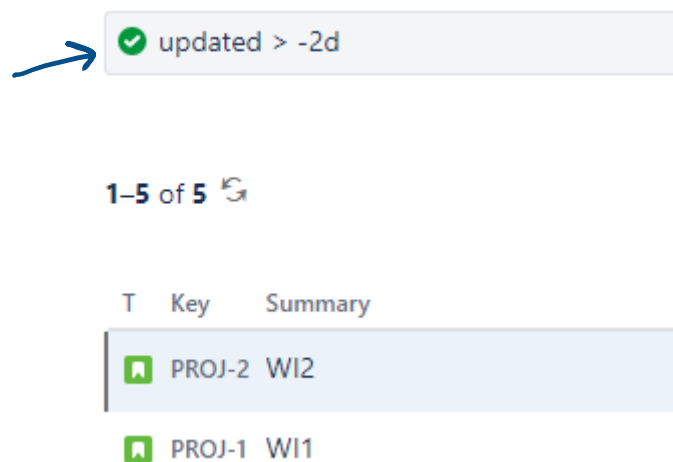 updated > -2d
1–5 of 5
T Key Summary
PROJ-2 WI2
PROJ-1 WI1